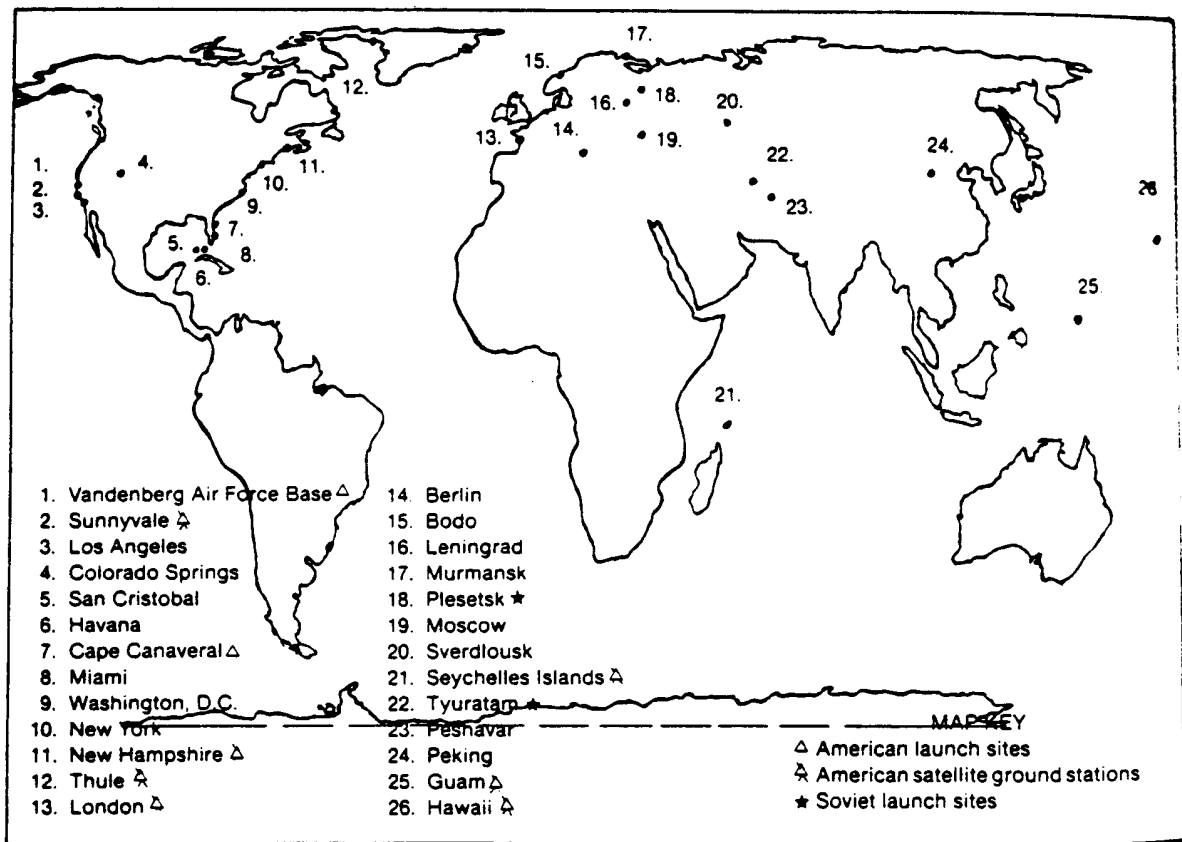 17.
15.
12.
18.
16.
20.
13.
14.
19.
11.
1.
4.
22.
24.
10.
2.
26
3.
9.
23.
7.
5.
8.
6.
25.
21.
1. Vandenberg Air Force Base △
2. Sunnyvale
3. Los Angeles
4. Colorado Springs
5. San Cristobal
6. Havana
7. Cape Canaveral △
8. Miami
9. Washington, D.C.
10. New York
11. New Hampshire
12. Thule
13. London
14. Berlin
15. Bodo
16. Leningrad
17. Murmansk
18. Plesetsk ★
19. Moscow
20. Sverdlousk
21. Seychelles Islands
22. Tyuratam ★
23. Peshavar
24. Peking
25. Guam
26. Hawaii
MAP KEY
△ American launch sites
American satellite ground stations
★ Soviet launch sites